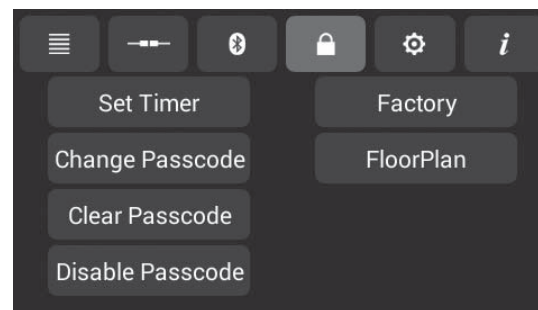 Set Timer
Factory
Change Passcode
FloorPlan
Clear Passcode
Disable Passcode